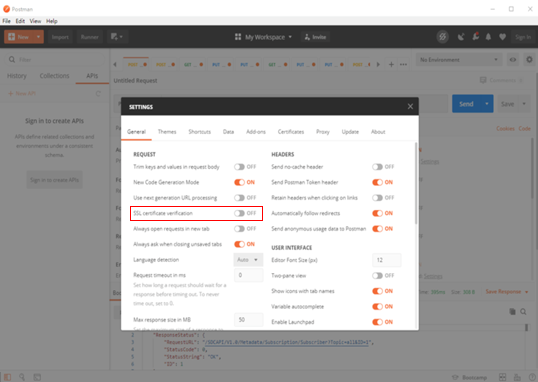 Postman
File Edit View Help
New
Import
Runner
My Workspace
Invite
Sign In
Filter
History
Collections
APIs
No Environment
Untitled Request
New API
Sign in to create APIs
APIs define related collections and
environments under a consistent
schema.
Sign in to create APIs
Send
Save
Cookies Code
SETTINGS
General Themes Shortcuts Data Add-ons Certificates Proxy Update About
REQUEST
Trim keys and values in request body OFF
New Code Generation Mode ON
Use next generation URL processing OFF
SSL certificate verification OFF
Always open requests in new tab OFF
Always ask when closing unsaved tabs ON
Language detection Auto
Request timeout in ms 0
Set how long a request should wait for a
response before timing out. To never
time out, set to 0.
Max response size in MB 50
HEADERS
Send no-cache header OFF
Send Postman Token header ON
Retain headers when clicking on links OFF
Automatically follow redirects ON
Send anonymous usage data to Postman ON
USER INTERFACE
Editor Font Size (px) 12
Two-pane view OFF
Show icons with tab names ON
Variable autocomplete ON
Enable Launchpad ON
Save Response
"StatusCode": 0,
"StatusString": "OK",
Bootcamp